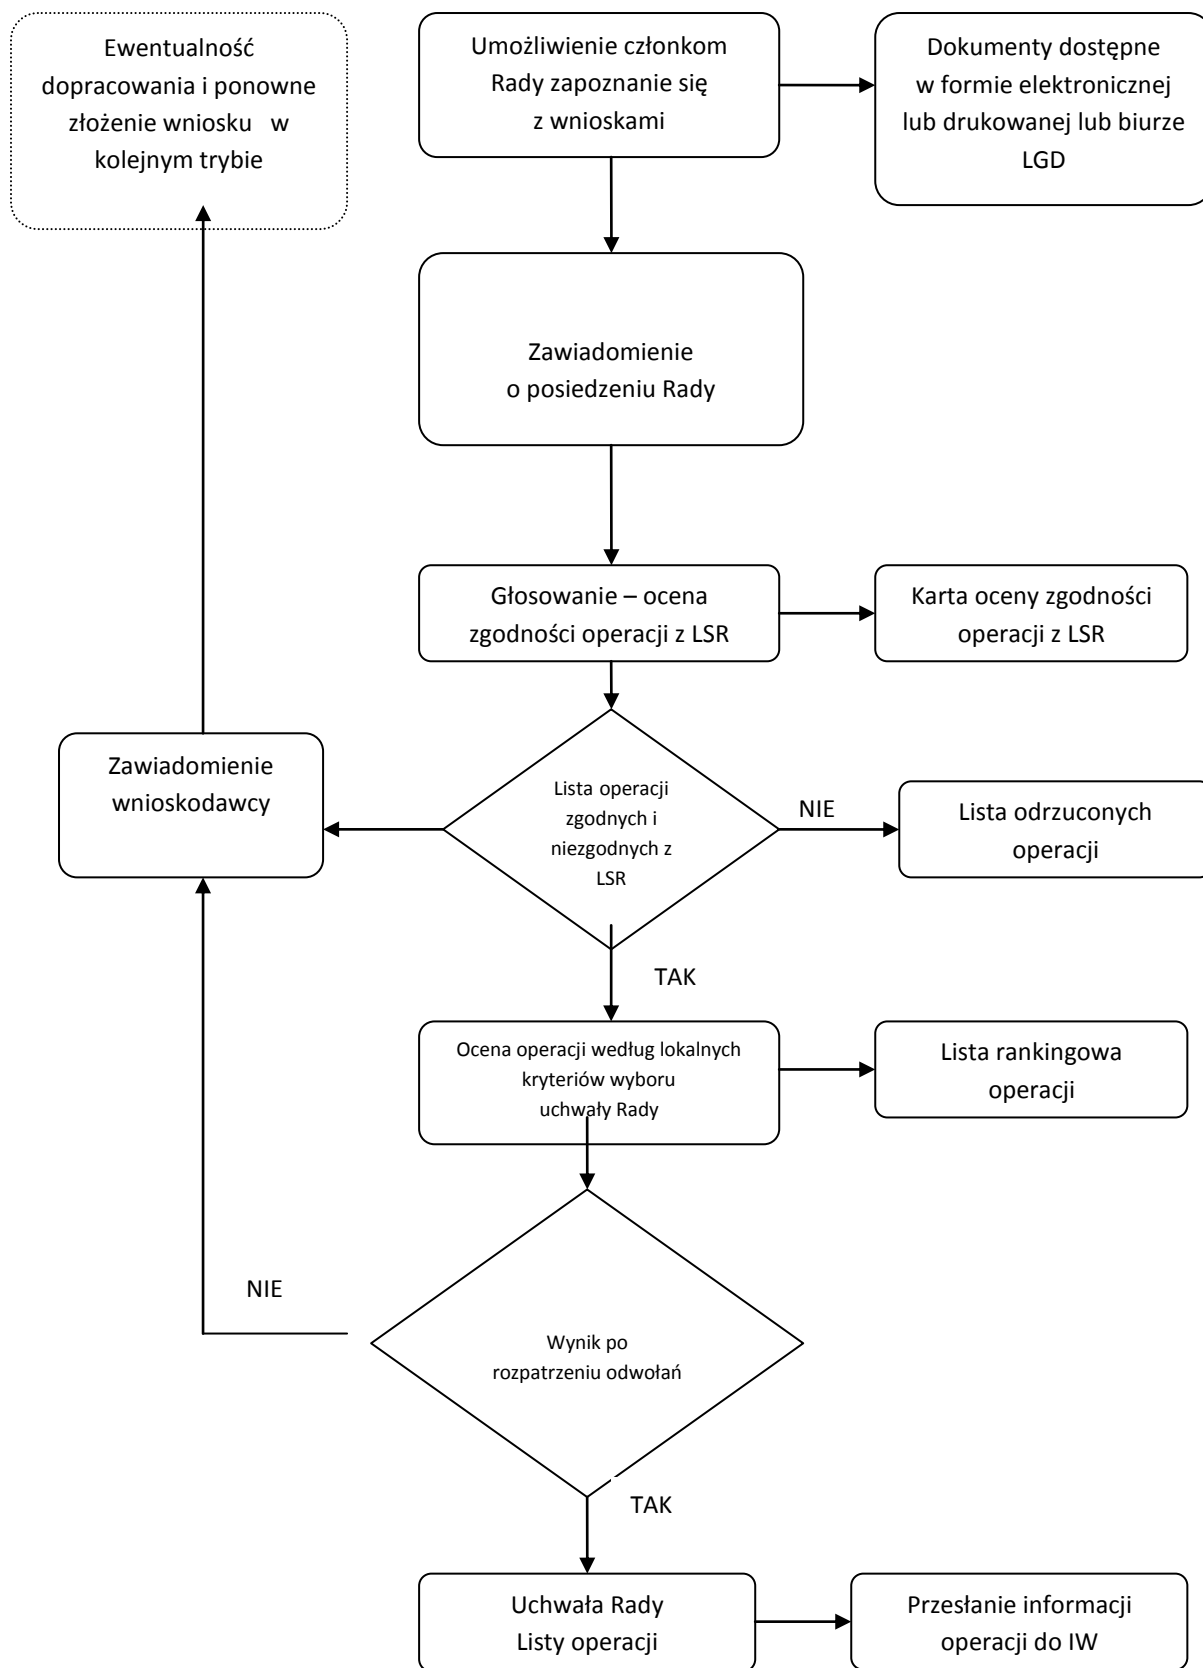 Ewentualność
dopracowania i ponowne
złożenie wniosku w
kolejnym trybie
Umożliwienie członkom
Rady zapoznanie się
z wnioskami
Dokumenty dostępne
w formie elektronicznej
lub drukowanej lub biurze
LGD
Zawiadomienie
o posiedzeniu Rady
Głosowanie – ocena
zgodności operacji z LSR
Karta oceny zgodności
operacji z LSR
Zawiadomienie
wnioskodawcy
Lista operacji
zgodnych i
niezgodnych z
LSR
NIE
Lista odrzuconych
operacji
TAK
Ocena operacji według lokalnych
kryteriów wyboru
uchwały Rady
Lista rankingowa
operacji
NIE
Wynik po
rozpatrzeniu odwołań
TAK
Uchwała Rady
Listy operacji
Przesłanie informacji
operacji do IW